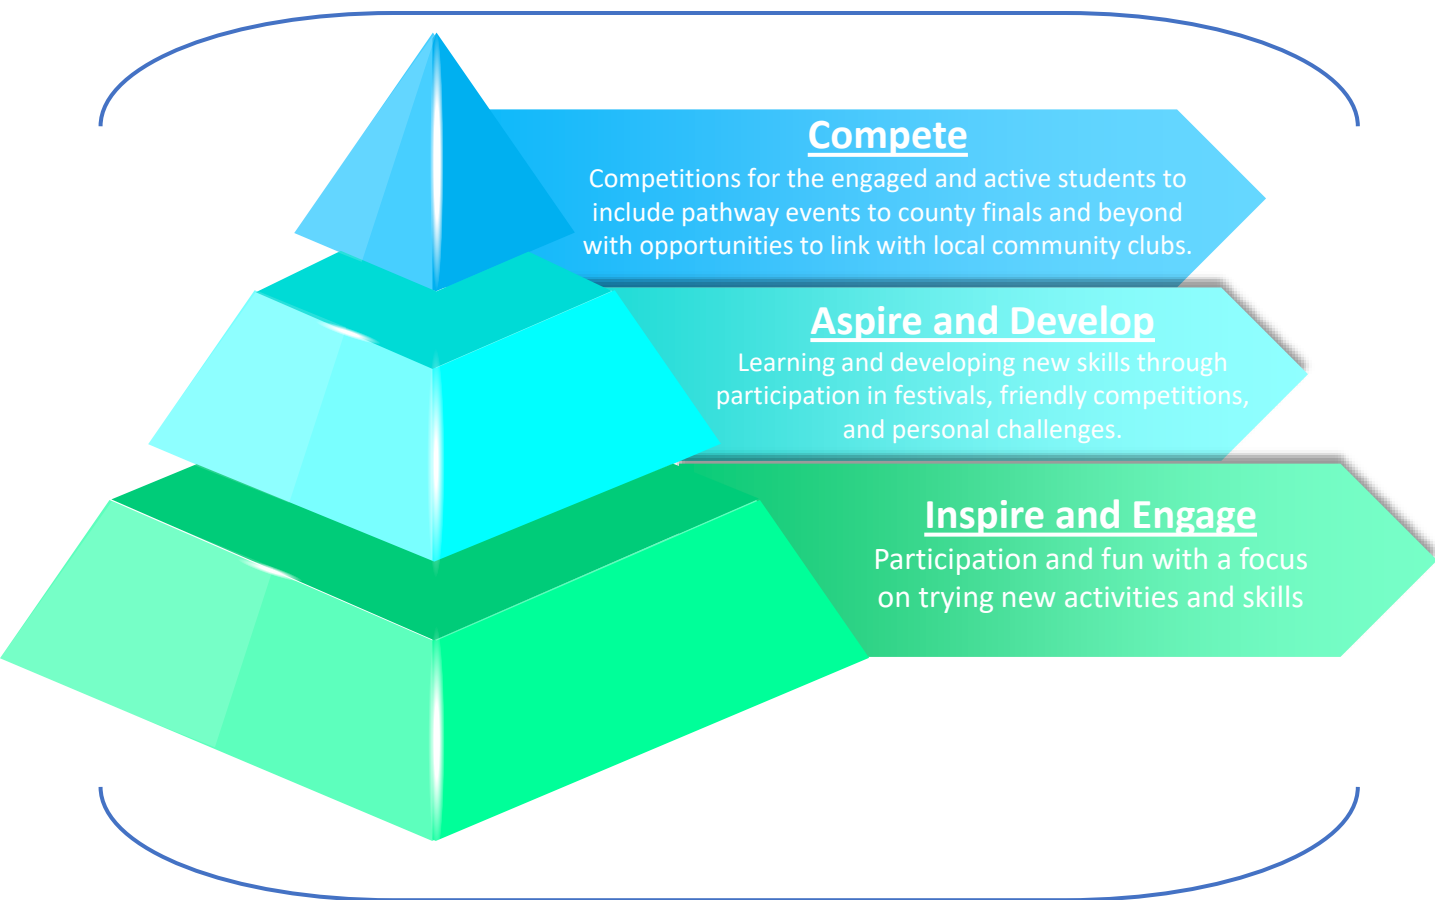 Compete
Competitions for the engaged and active students to
include pathway events to county finals and beyond
with opportunities to link with local community clubs.
Aspire and Develop
Learning and developing new skills through
participation in festivals, friendly competitions,
and personal challenges.
Inspire and Engage
Participation and fun with a focus
on trying new activities and skills